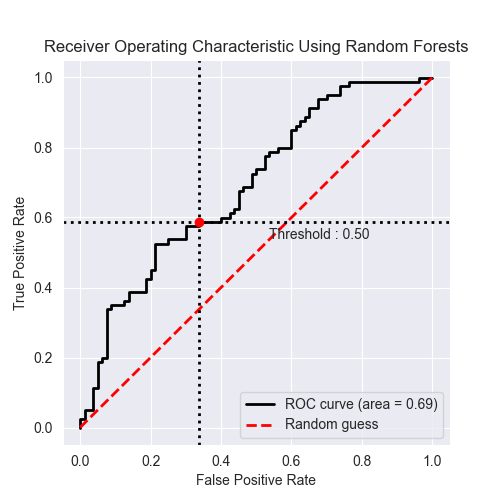 Receiver Operating Characteristic Using Random Forests
1.0
0.8
0.6
0.4
0.2
0.0
True Positive Rate
Threshold : 0.50
ROC curve (area = 0.69)
Random guess
0.0 0.2 0.4 0.6 0.8 1.0
False Positive Rate